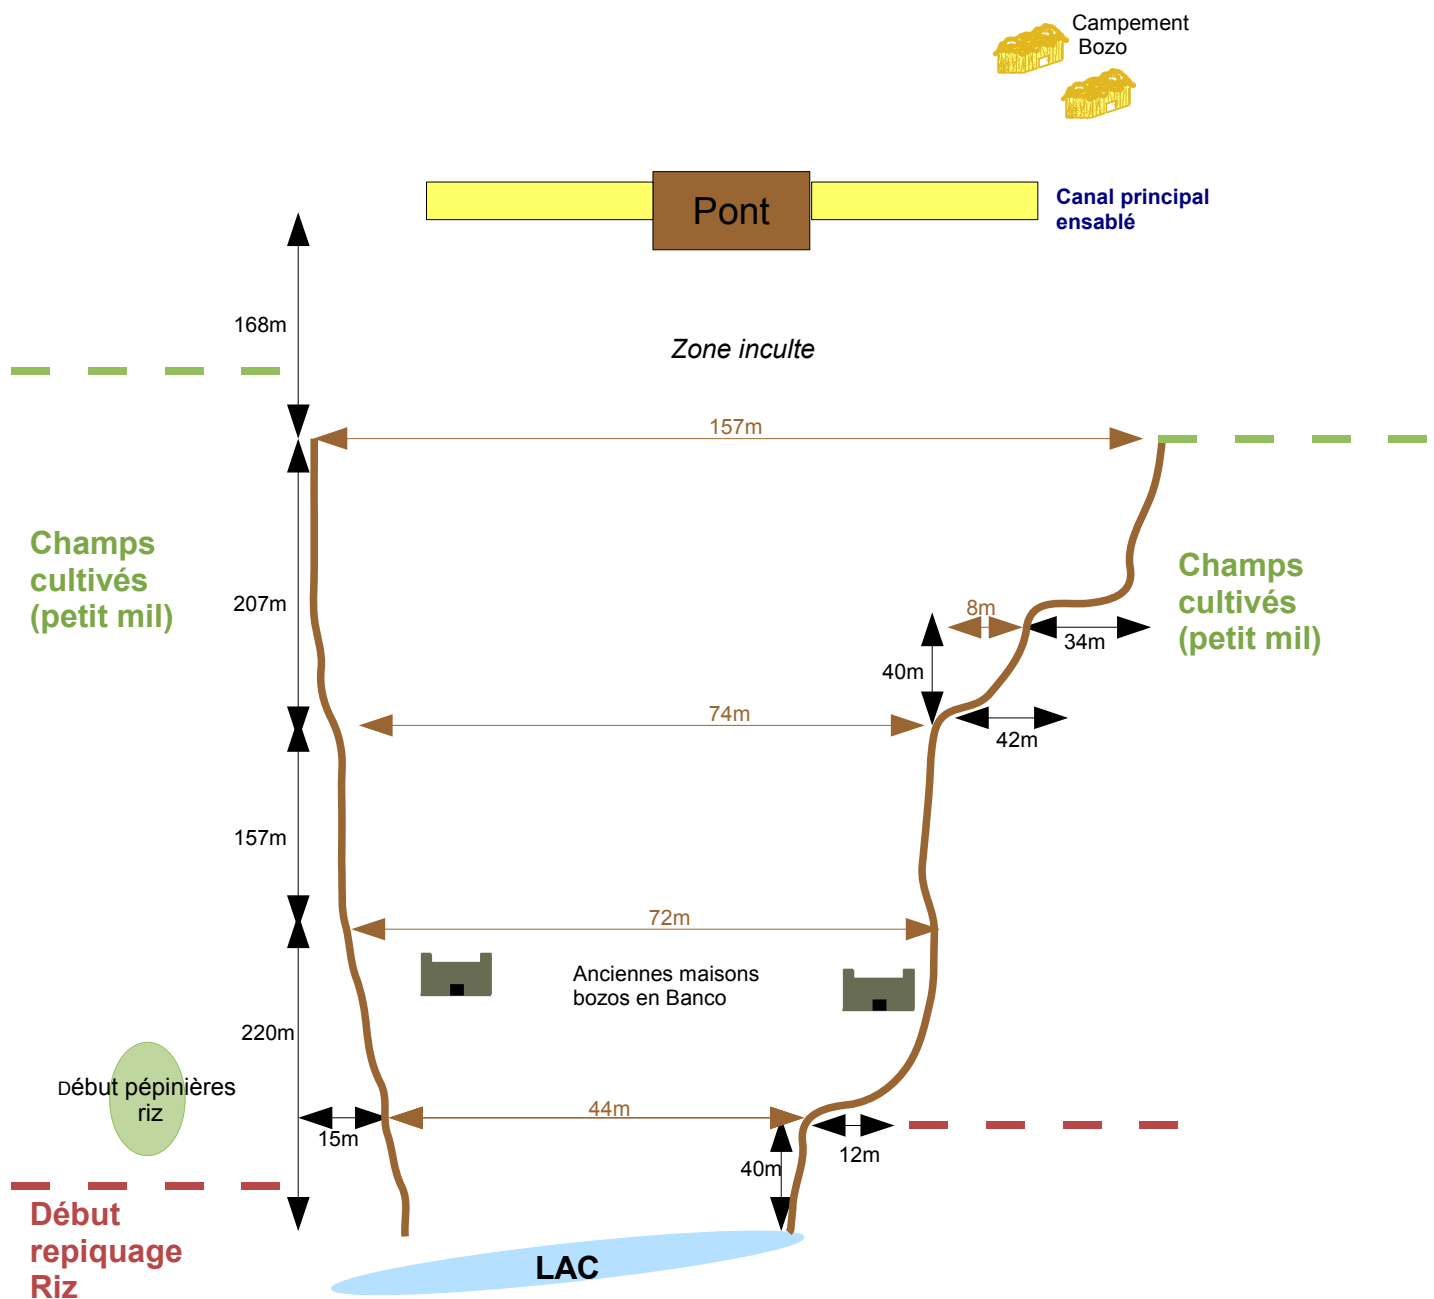 Campement
Bozo
Pont
Canal principal
ensablé
168m
Zone inculte
157m
Champs
cultivés
(petit mil)
207m
8m
34m
40m
Champs
cultivés
(petit mil)
74m
42m
157m
72m
Anciennes maisons
bozos en Banco
220m
Début pépinières
riz
44m
15m
12m
40m
Début
repiquage
Riz
LAC